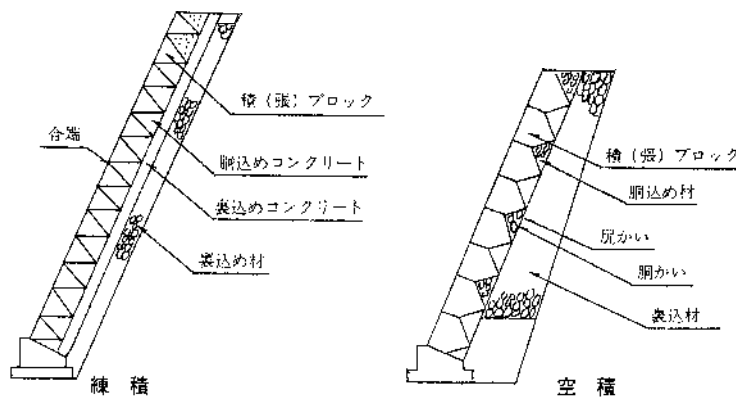 積(張)ブロック
合端
胴込めコンクリート
裏込めコンクリート
裏込め材
練積
積(張)ブロック
胴込め材
尻かい
胴かい
裏込材
空積